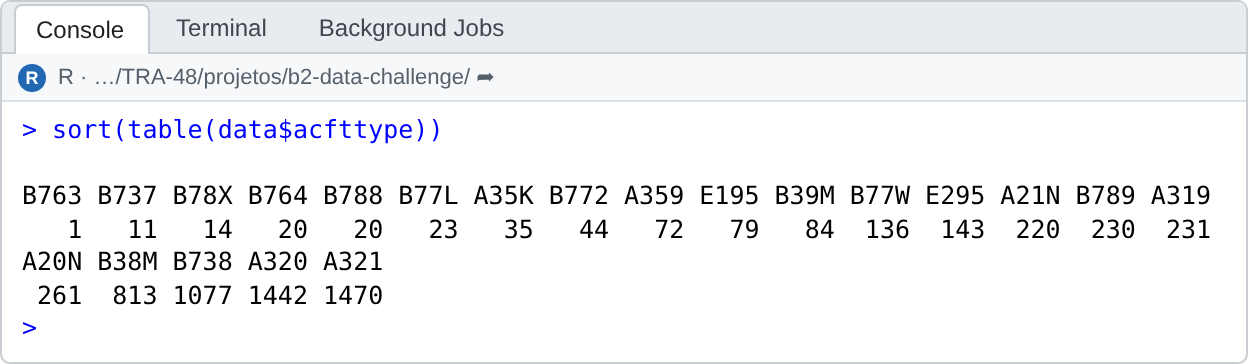 Console Terminal Background Jobs
R R · …/TRA-48/projetos/b2-data-challenge/ ➦
> sort(table(data$acfttype))
B763 B737 B78X B764 B788 B77L A35K B772 A359 E195 B39M B77W E295 A21N B789 A319
1 11 14 20 20 23 35 44 72 79 84 136 143 220 230 231
A20N B38M B738 A320 A321
261 813 1077 1442 1470
>